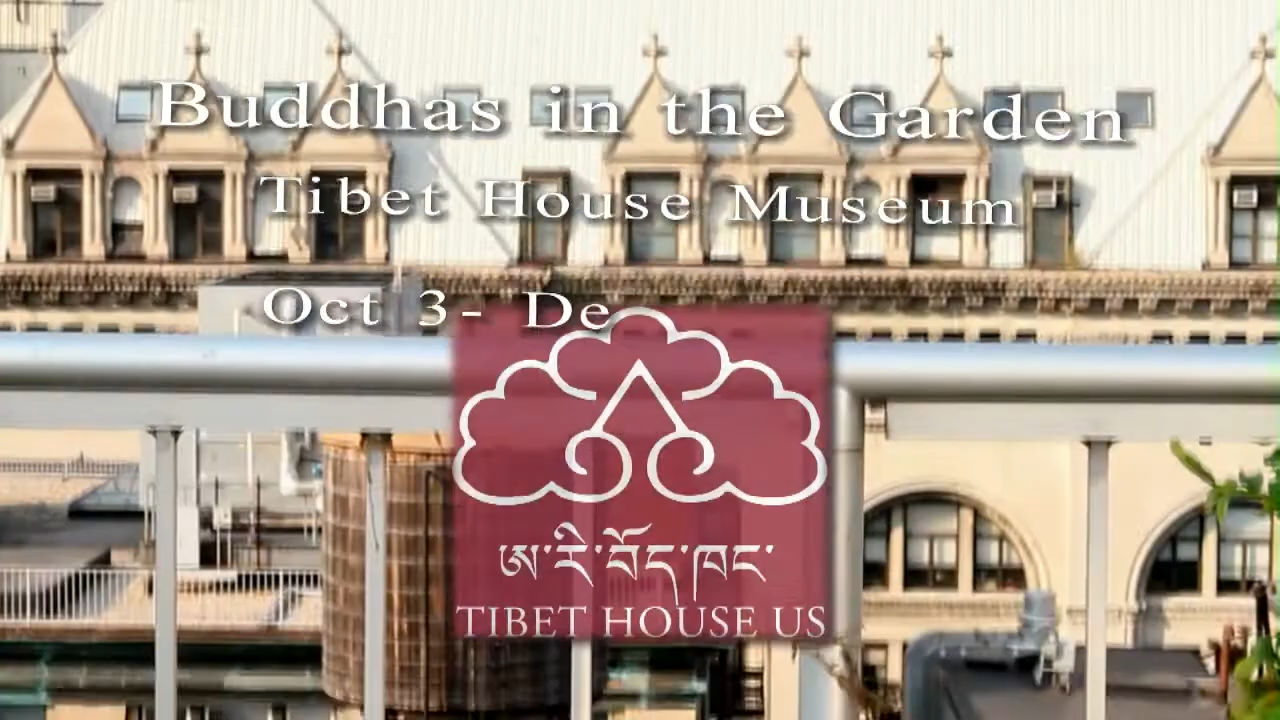 Buddhas in the Garden
Tibet House Museum
Oct 3- De
ཨ་རི་བོད་ཁང་
TIBET HOUSE US